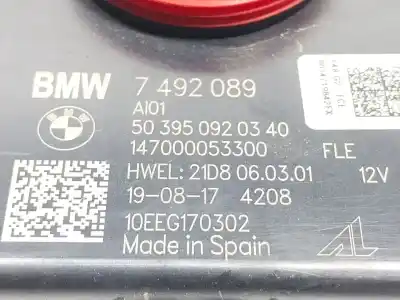 BMW 7 492 089
AI01
50 395 092 03 40
147000053300 FLE
HWEL: 21D8 06.03.01 12V
19-08-17 4208
10EEG170302
Made in Spain
AL